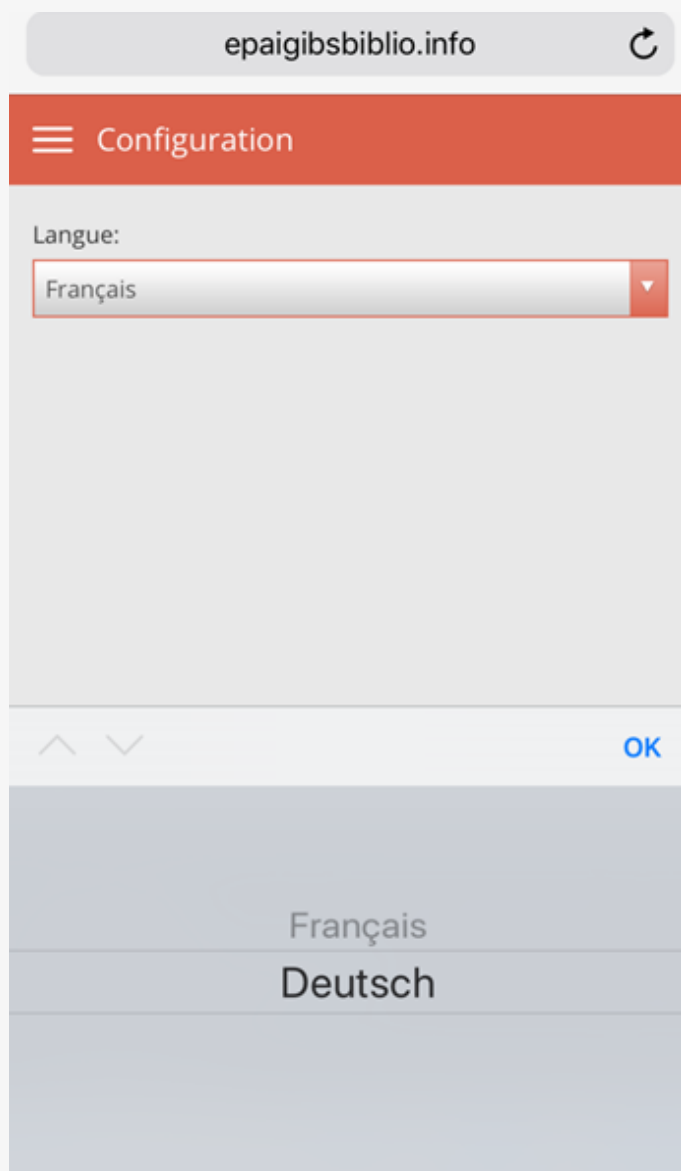 epaigibsbiblio.info
Configuration
Langue:
Français
OK
Français
Deutsch